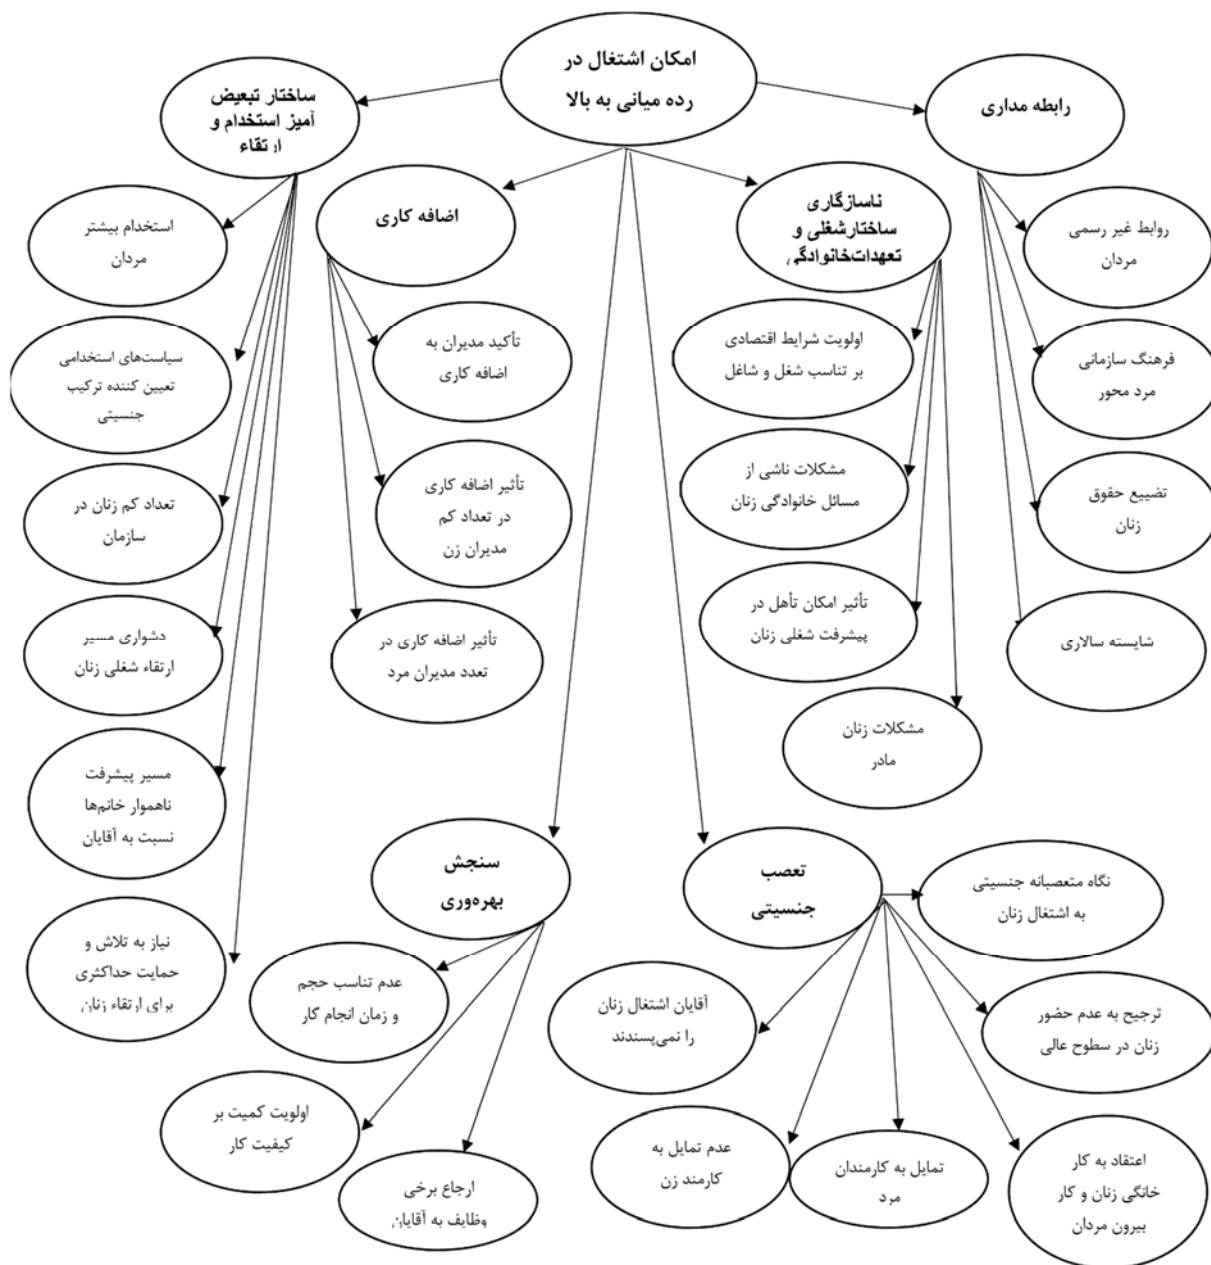 امکان اشتغال در
رده میانی به بالا
رابطه مداری
روابط غیر رسمی
مردان
فرهنگ سازمانی
مرد محور
تضییع حقوق
زنان
شایسته سالاری
ناسازگاری
ساختارشغلی و
تعهدات‌خانوادگی
اولویت شرایط اقتصادی
بر تناسب شغل و شاغل
مشکلات ناشی از
مسائل خانوادگی زنان
تأثیر امکان تأهل در
پیشرفت شغلی زنان
مشکلات زنان
مادر
اضافه کاری
تأکید مدیران به
اضافه کاری
تأثیر اضافه کاری
در تعداد کم
مدیران زن
تأثیر اضافه کاری در
تعدد مدیران مرد
ساختار تبعیض
آمیز استخدام و
ارتقاء
استخدام بیشتر
مردان
سیاست‌های استخدامی
تعیین کننده ترکیب
جنسیتی
تعداد کم زنان در
سازمان
دشواری مسیر
ارتقاء شغلی زنان
مسیر پیشرفت
ناهموار خانم‌ها
نسبت به آقایان
نیاز به تلاش و
حمایت حداکثری
برای ارتقاء زنان
تعصب
جنسیتی
نگاه متعصبانه جنسیتی
به اشتغال زنان
ترجیح به عدم حضور
زنان در سطوح عالی
اعتقاد به کار
خانگی زنان و کار
بیرون مردان
تمایل به کارمندان
مرد
عدم تمایل به
کارمند زن
آقایان اشتغال زنان
را نمی‌پسندند
سنجش
بهره‌وری
عدم تناسب حجم
و زمان انجام کار
اولویت کمیت بر
کیفیت کار
ارجاع برخی
وظایف به آقایان